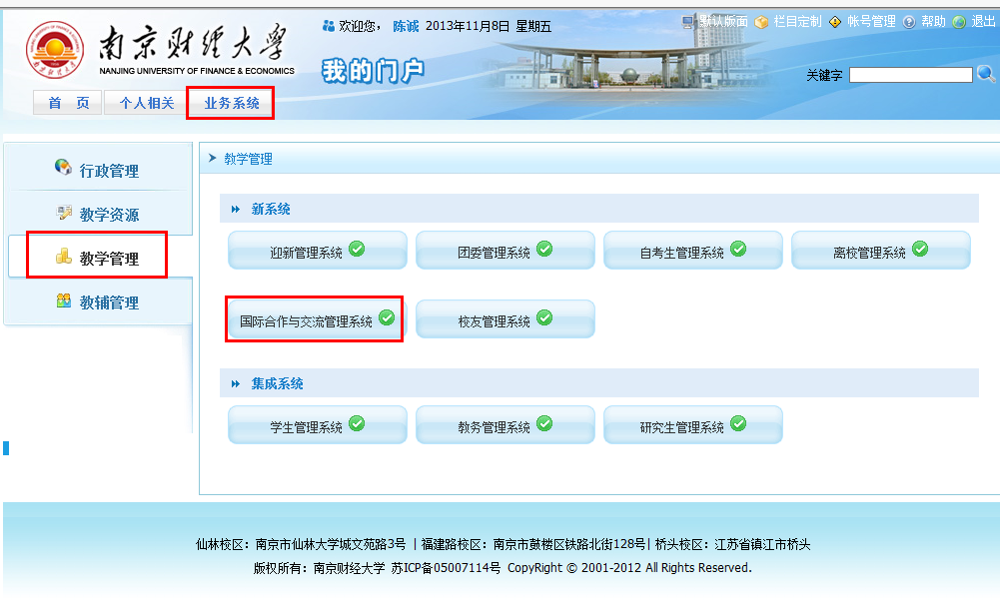 南京财经大学
NANJING UNIVERSITY OF FINANCE & ECONOMICS
欢迎您， 陈诚 2013年11月8日 星期五
默认版面 栏目定制 帐号管理 帮助 退出
我的门户
关键字
首 页 个人相关 业务系统
行政管理
教学资源
教学管理
教辅管理
教学管理
新系统
迎新管理系统 团委管理系统 自考生管理系统 离校管理系统
国际合作与交流管理系统 校友管理系统
集成系统
学生管理系统 教务管理系统 研究生管理系统
仙林校区：南京市仙林大学城文苑路3号 | 福建路校区：南京市鼓楼区铁路北街128号| 桥头校区：江苏省镇江市桥头
版权所有：南京财经大学 苏ICP备05007114号 CopyRight © 2001-2012 All Rights Reserved.